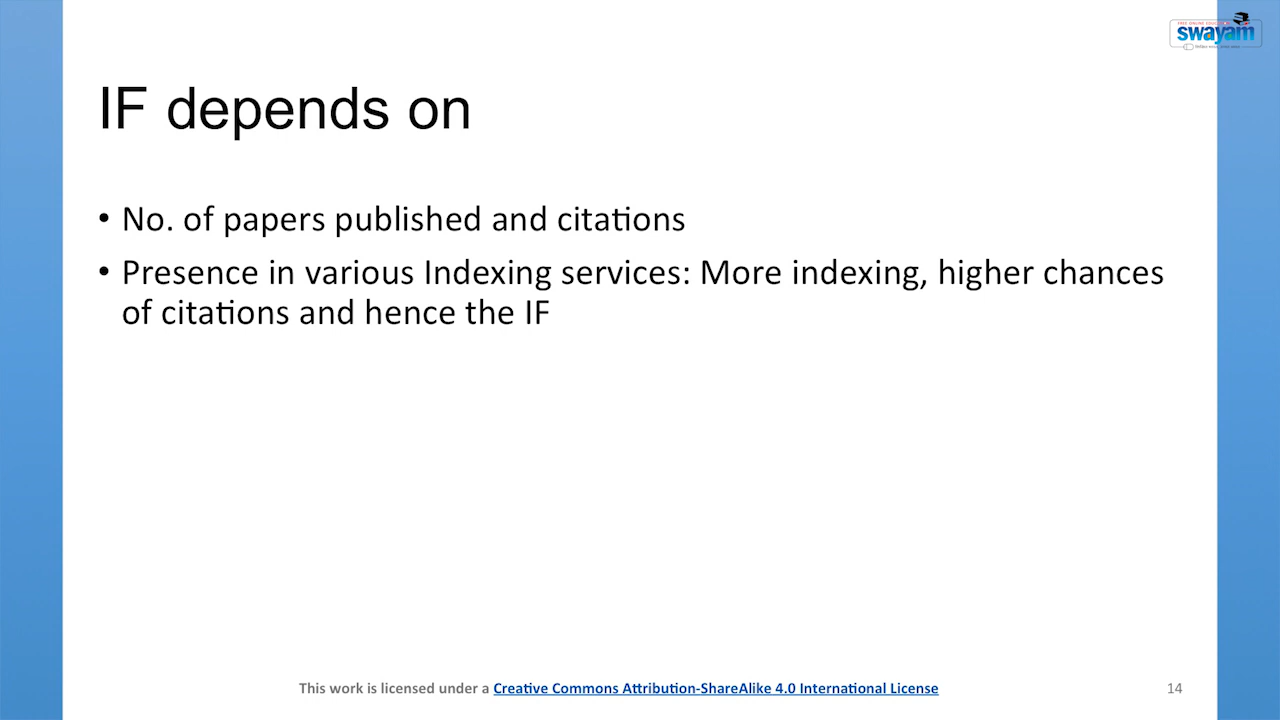 swayam
IF depends on
• No. of papers published and citations
• Presence in various Indexing services: More indexing, higher chances
of citations and hence the IF
This work is licensed under a Creative Commons Attribution-ShareAlike 4.0 International License
14